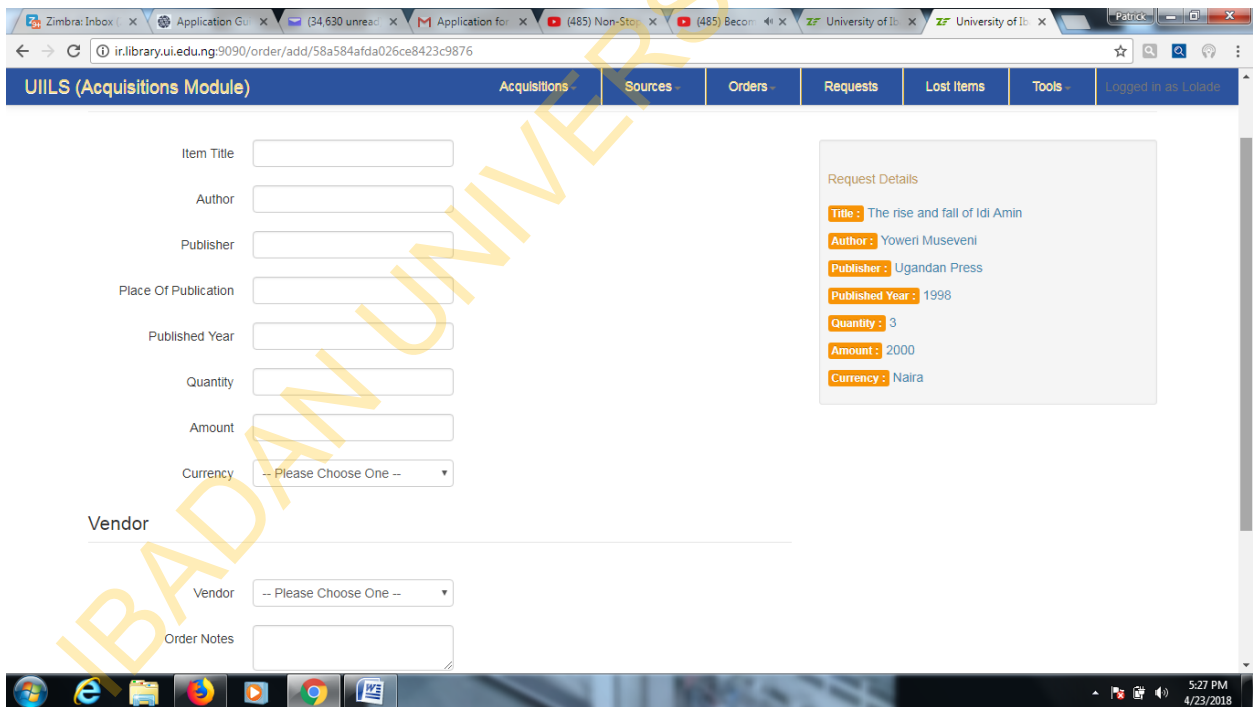 Zimbra: Inbox (
Application Gu
(34,630 unread
Application for
(485) Non-Stop
(485) Becom
University of Ib
University of Ib
Patrick
ir.library.ui.edu.ng:9090/order/add/58a584afda026ce8423c9876
UIILS (Acquisitions Module)
Acquisitions
Sources
Orders
Requests
Lost Items
Tools
Logged in as Lolade
Item Title
Author
Publisher
Place Of Publication
Published Year
Quantity
Amount
Currency
-- Please Choose One --
Request Details
Title : The rise and fall of Idi Amin
Author : Yoweri Museveni
Publisher : Ugandan Press
Published Year : 1998
Quantity : 3
Amount : 2000
Currency : Naira
Vendor
Vendor
-- Please Choose One --
Order Notes
5:27 PM
4/23/2018
IBADAN UNIVERS